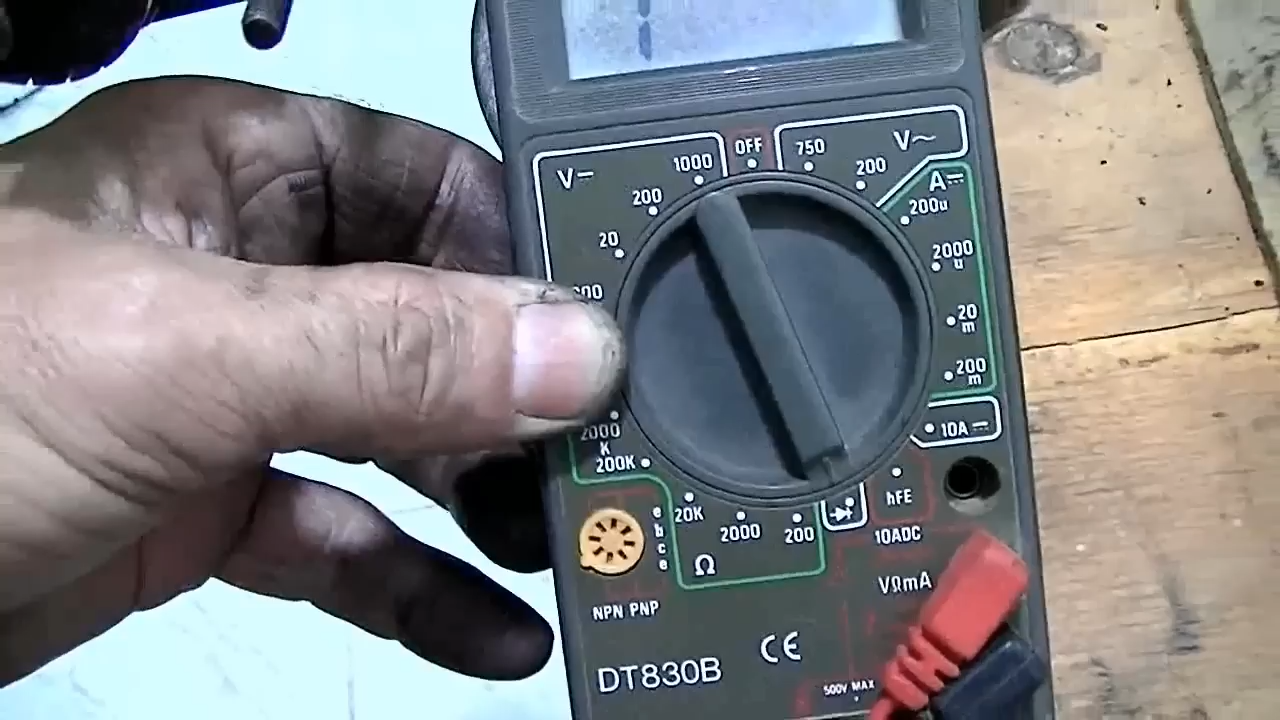 OFF
V⎓
1000
200
20
2000
K
200K
20K
2000
200
Ω
750
200
V~
A⎓
200u
2000
u
20
m
200
m
10A⎓
hFE
10ADC
VΩmA
e
b
c
e
NPN PNP
CE
DT830B
500V MAX